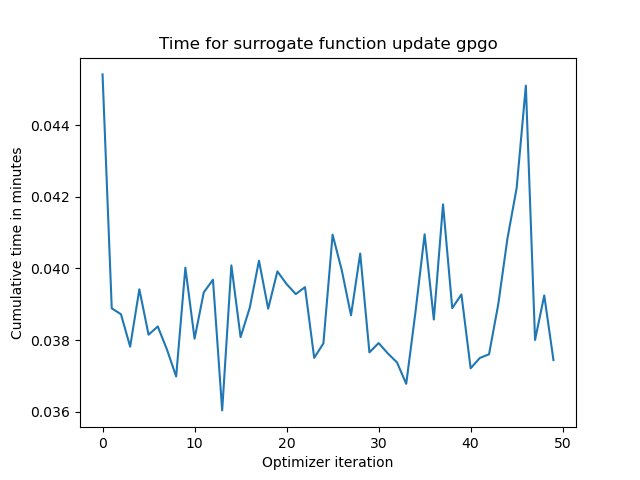 Time for surrogate function update gpgo
Cumulative time in minutes
0.044
0.042
0.040
0.038
0.036
0 10 20 30 40 50
Optimizer iteration